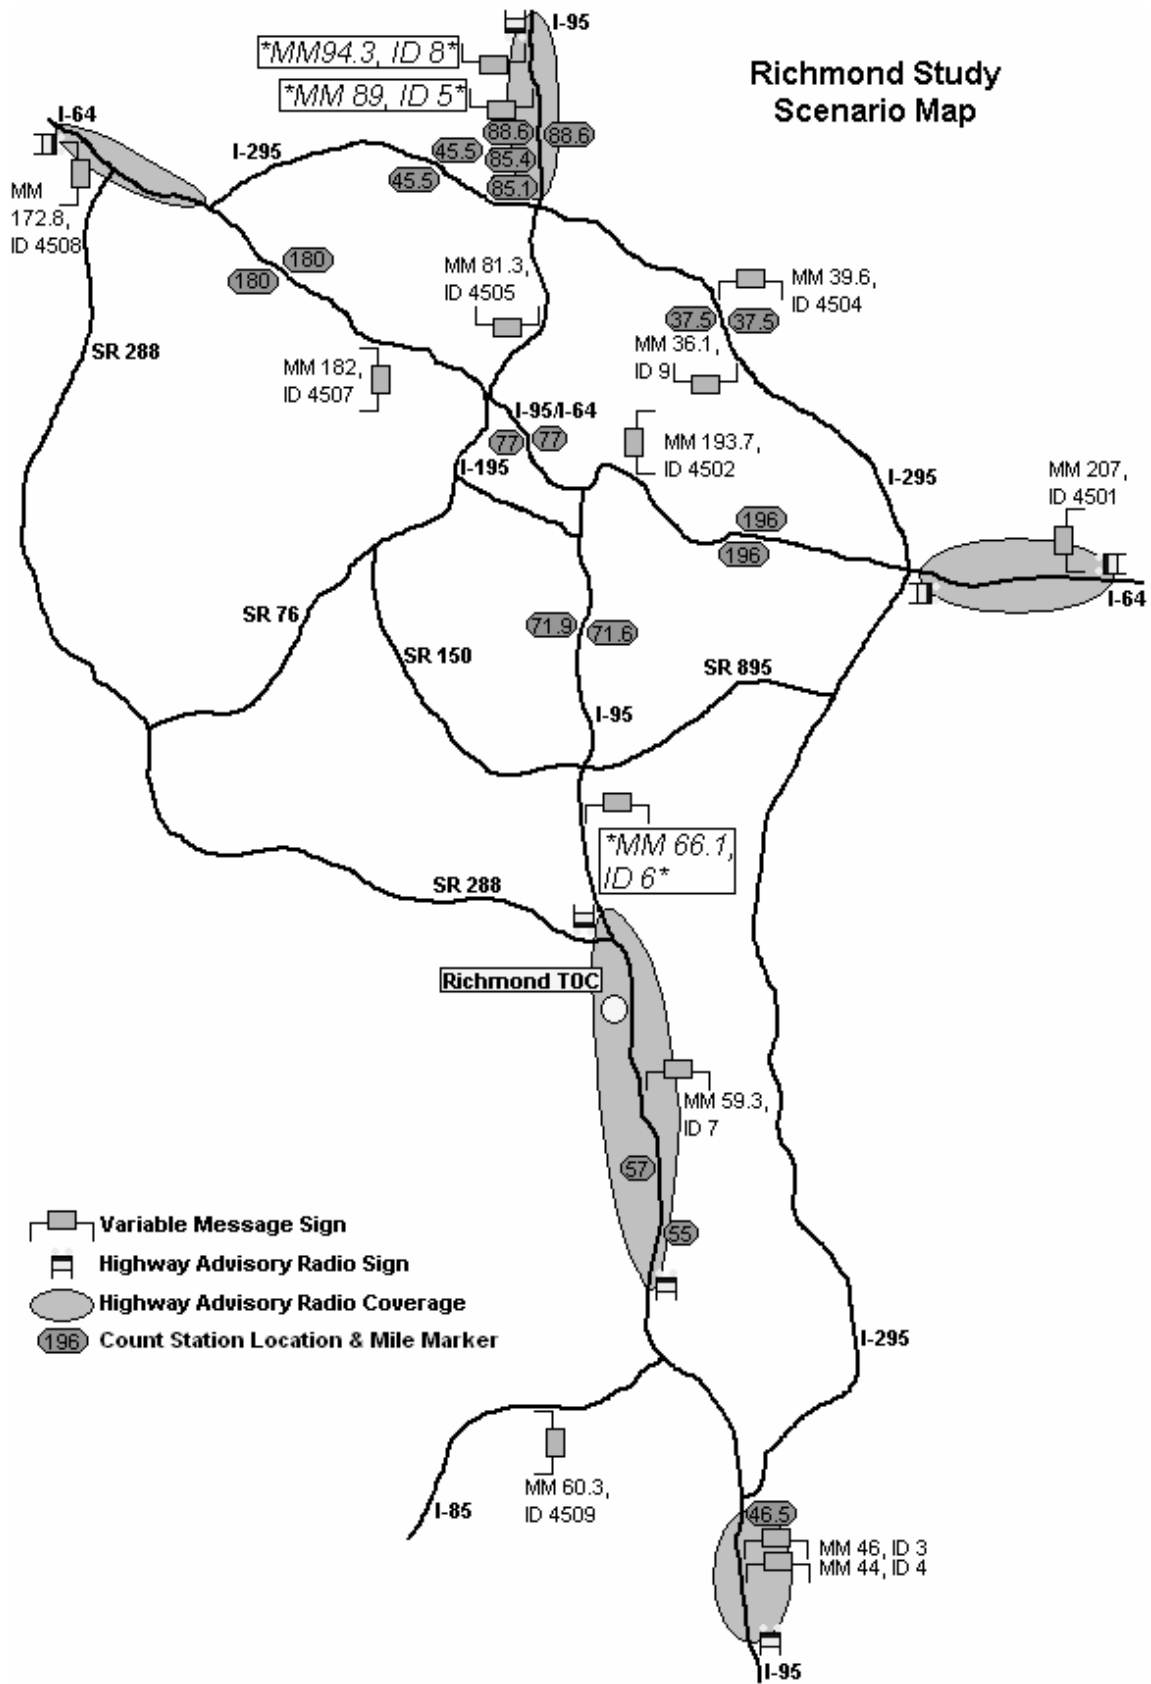 I-95
*MM94.3, ID 8*
Richmond Study
Scenario Map
*MM 89, ID 5*
I-64
88.6
88.6
I-295
45.5
85.4
45.5
85.1
MM
172.8,
ID 4508
180
180
MM 81.3,
ID 4505
MM 39.6,
ID 4504
37.5
37.5
SR 288
MM 36.1,
ID 9
MM 182,
ID 4507
I-95/I-64
77
77
MM 193.7,
ID 4502
I-195
MM 207,
ID 4501
I-295
196
196
I-64
SR 76
71.9
71.6
SR 150
SR 895
I-95
*MM 66.1,
ID 6*
SR 288
Richmond TOC
MM 59.3,
ID 7
57
Variable Message Sign
55
Highway Advisory Radio Sign
Highway Advisory Radio Coverage
196
Count Station Location & Mile Marker
I-295
MM 60.3,
ID 4509
I-85
46.5
MM 46, ID 3
MM 44, ID 4
I-95